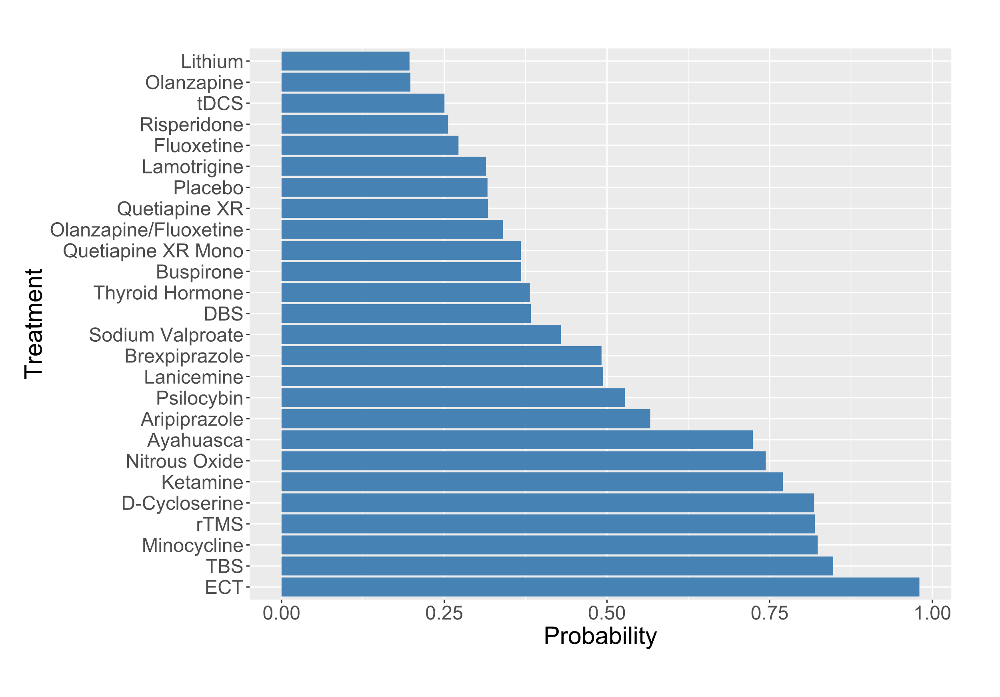 Treatment
Lithium
Olanzapine
tDCS
Risperidone
Fluoxetine
Lamotrigine
Placebo
Quetiapine XR
Olanzapine/Fluoxetine
Quetiapine XR Mono
Buspirone
Thyroid Hormone
DBS
Sodium Valproate
Brexpiprazole
Lanicemine
Psilocybin
Aripiprazole
Ayahuasca
Nitrous Oxide
Ketamine
D-Cycloserine
rTMS
Minocycline
TBS
ECT
0.00 0.25 0.50 0.75 1.00
Probability